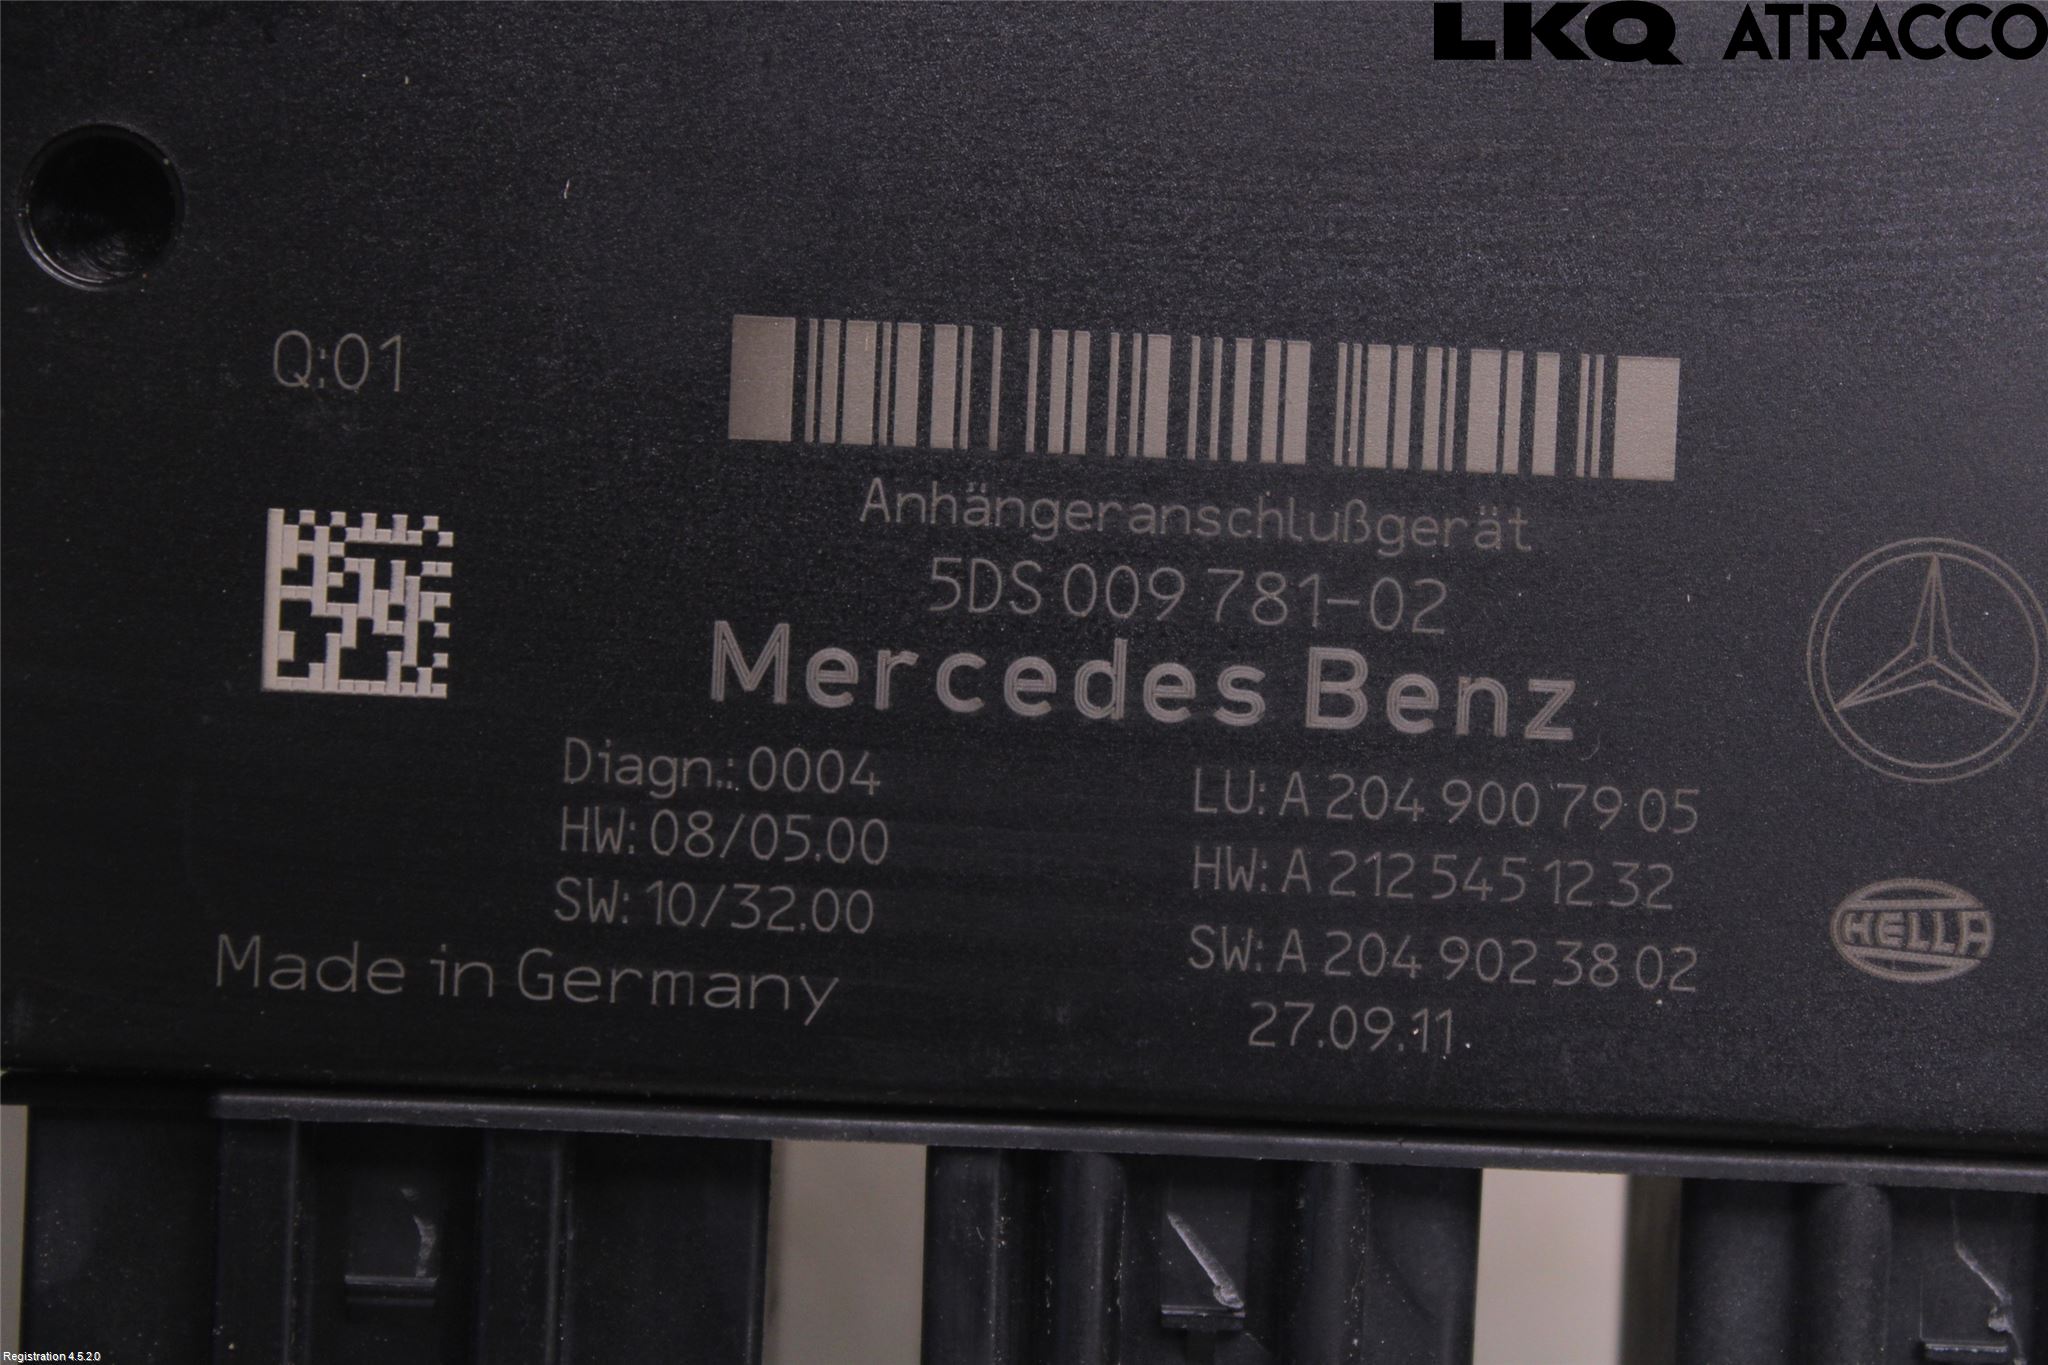 LKQ ATRACCO
Q:01
Anhängeranschlußgerät
5DS 009 781-02
Mercedes Benz
Diagn.: 0004
HW: 08/05.00
SW: 10/32.00
Made in Germany
LU: A 204 900 79 05
HW: A 212 545 12 32
SW: A 204 902 38 02
27.09.11
HELLA
Registration 4.5.2.0